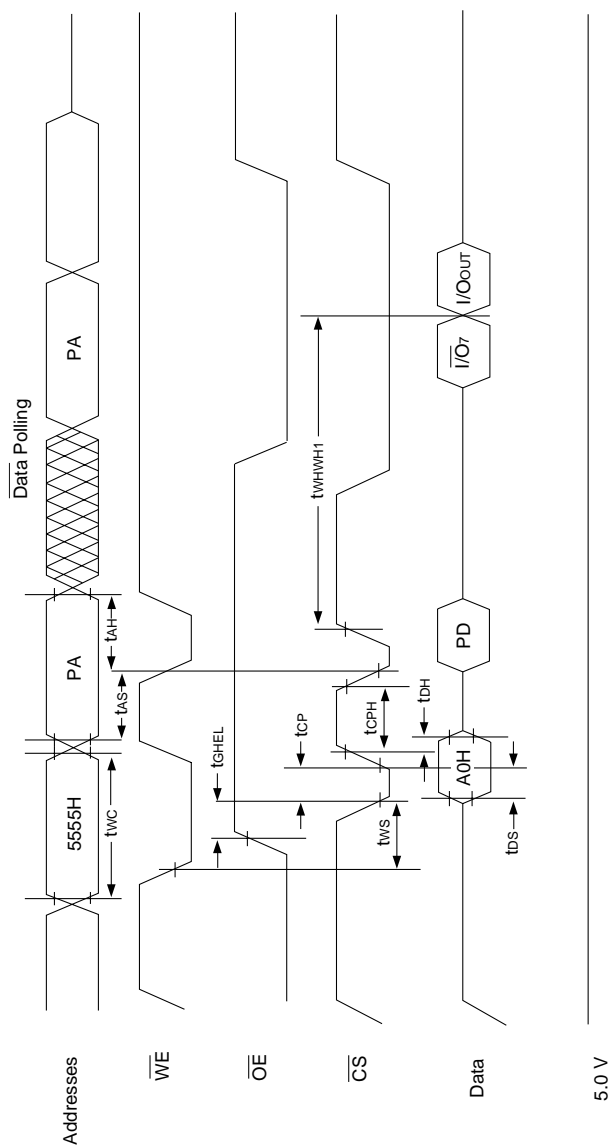 Data Polling
Addresses
5555H
PA
PA
tWC
tAS
tAH
WE
OE
tGHEL
tWHWH1
CS
tWS
tCP
tCPH
tDH
Data
A0H
PD
I/O7
I/OOUT
tDS
5.0 V